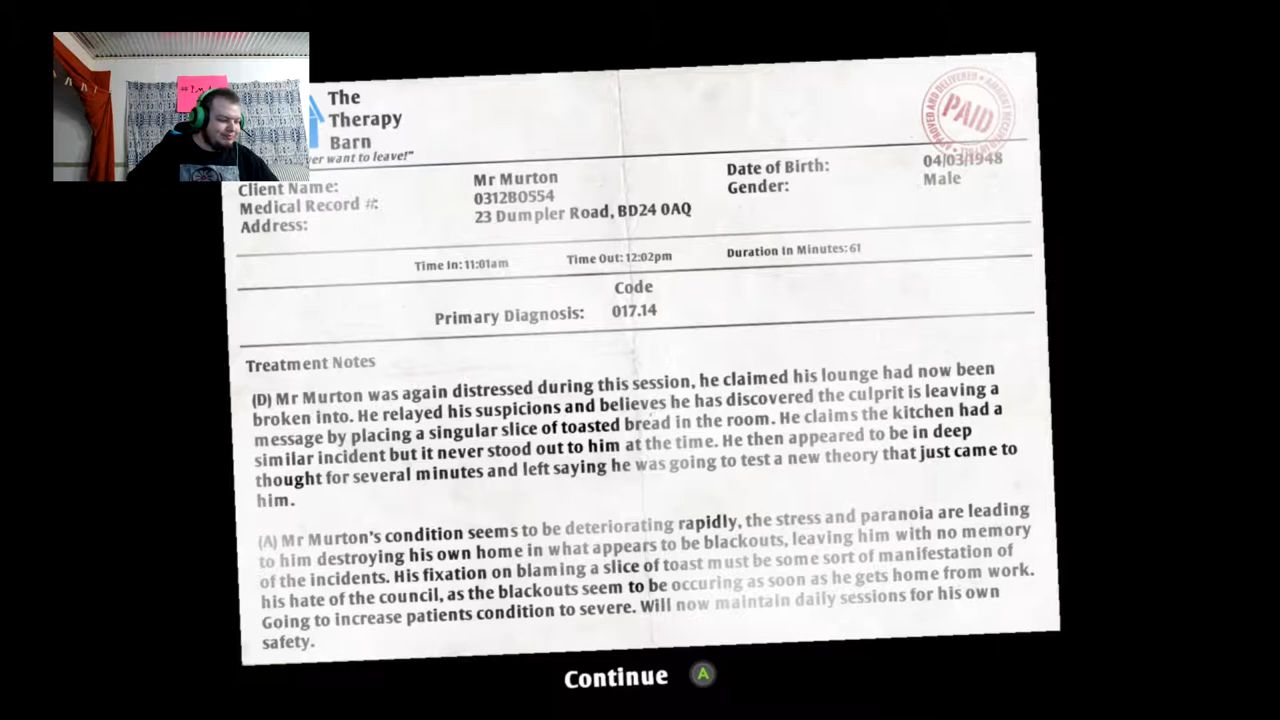 The
Therapy
Barn
ver want to leave!"
APPROVED AND DELIVERED
PAID
Client Name: Mr Murton Date of Birth: 04/03/1948
Medical Record #: 0312B0554 Gender: Male
Address: 23 Dumpler Road, BD24 0AQ
Time In: 11:01am Time Out: 12:02pm Duration In Minutes: 61
Code
Primary Diagnosis: 017.14
Treatment Notes
(D) Mr Murton was again distressed during this session, he claimed his lounge had now been
broken into. He relayed his suspicions and believes he has discovered the culprit is leaving a
message by placing a singular slice of toasted bread in the room. He claims the kitchen had a
similar incident but it never stood out to him at the time. He then appeared to be in deep
thought for several minutes and left saying he was going to test a new theory that just came to
him.
(A) Mr Murton's condition seems to be deteriorating rapidly, the stress and paranoia are leading
to him destroying his own home in what appears to be blackouts, leaving him with no memory
of the incidents. His fixation on blaming a slice of toast must be some sort of manifestation of
his hate of the council, as the blackouts seem to be occuring as soon as he gets home from work.
Going to increase patients condition to severe. Will now maintain daily sessions for his own
safety.
Continue A